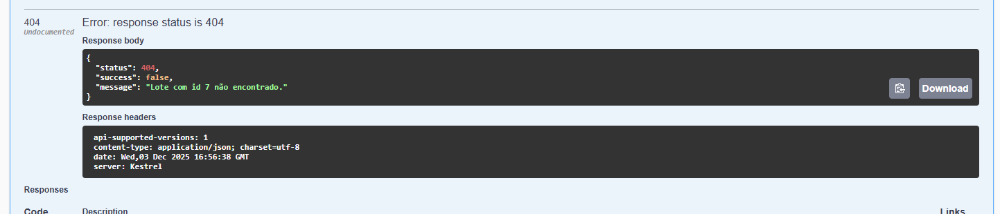 404
Undocumented
Error: response status is 404
Response body
{
  "status": 404,
  "success": false,
  "message": "Lote com id 7 não encontrado."
}
Download
Response headers
api-supported-versions: 1
content-type: application/json; charset=utf-8
date: Wed,03 Dec 2025 16:56:38 GMT
server: Kestrel
Responses
Code Description Links